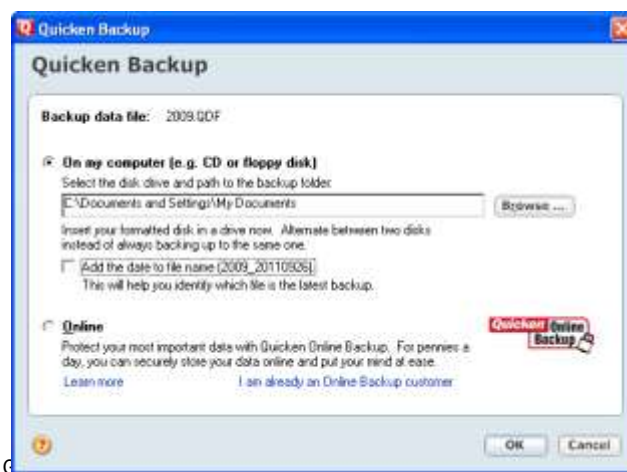 Quicken Backup
Quicken Backup
Backup data file: 2009.QDF
On my computer (e.g. CD or floppy disk)
Select the disk drive and path to the backup folder.
E:\Documents and Settings\My Documents
Browse ...
Insert your formatted disk in a drive now. Alternate between two disks
instead of always backing up to the same one.
Add the date to file name (2009_20110926).
This will help you identify which file is the latest backup.
Online
Quicken Online
Backup
Protect your most important data with Quicken Online Backup. For pennies a
day, you can securely store your data online and put your mind at ease.
Learn more I am already an Online Backup customer
OK Cancel